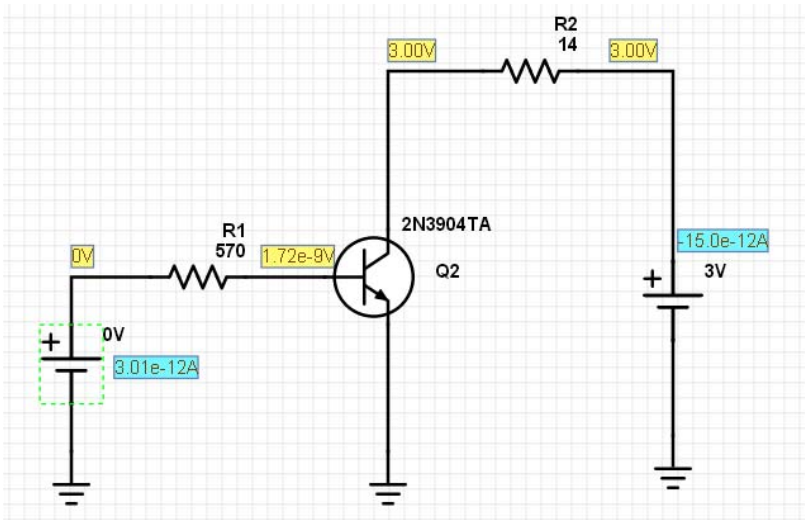 R2
14
3.00V
3.00V
2N3904TA
R1
570
0V
1.72e-9V
Q2
-15.0e-12A
+
3V
+
0V
3.01e-12A